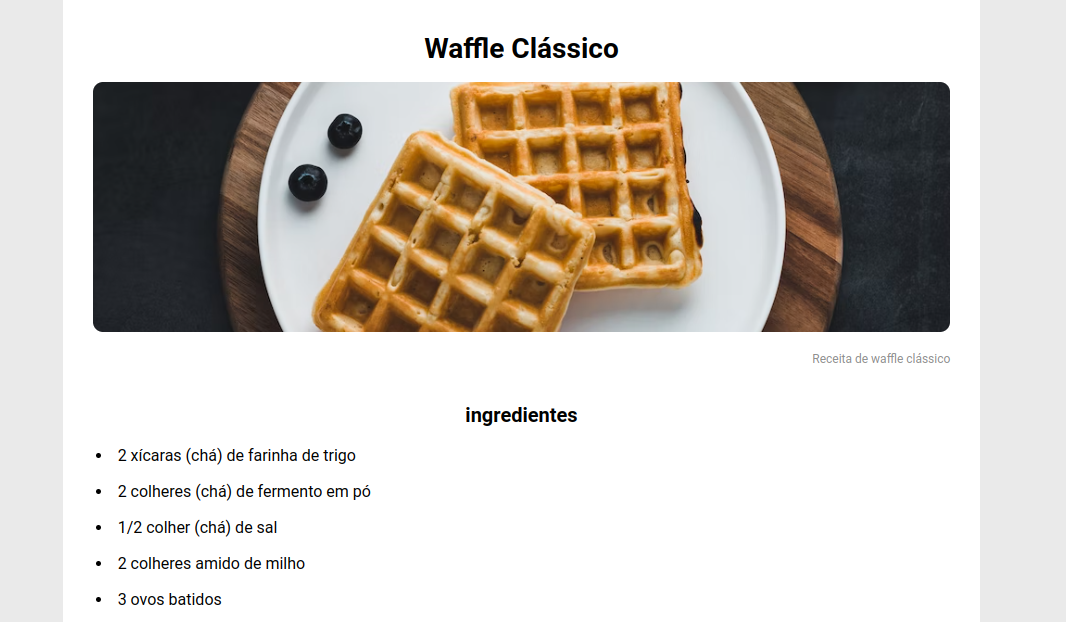 Waffle Clássico
Receita de waffle clássico
ingredientes
2 xícaras (chá) de farinha de trigo
2 colheres (chá) de fermento em pó
1/2 colher (chá) de sal
2 colheres amido de milho
3 ovos batidos